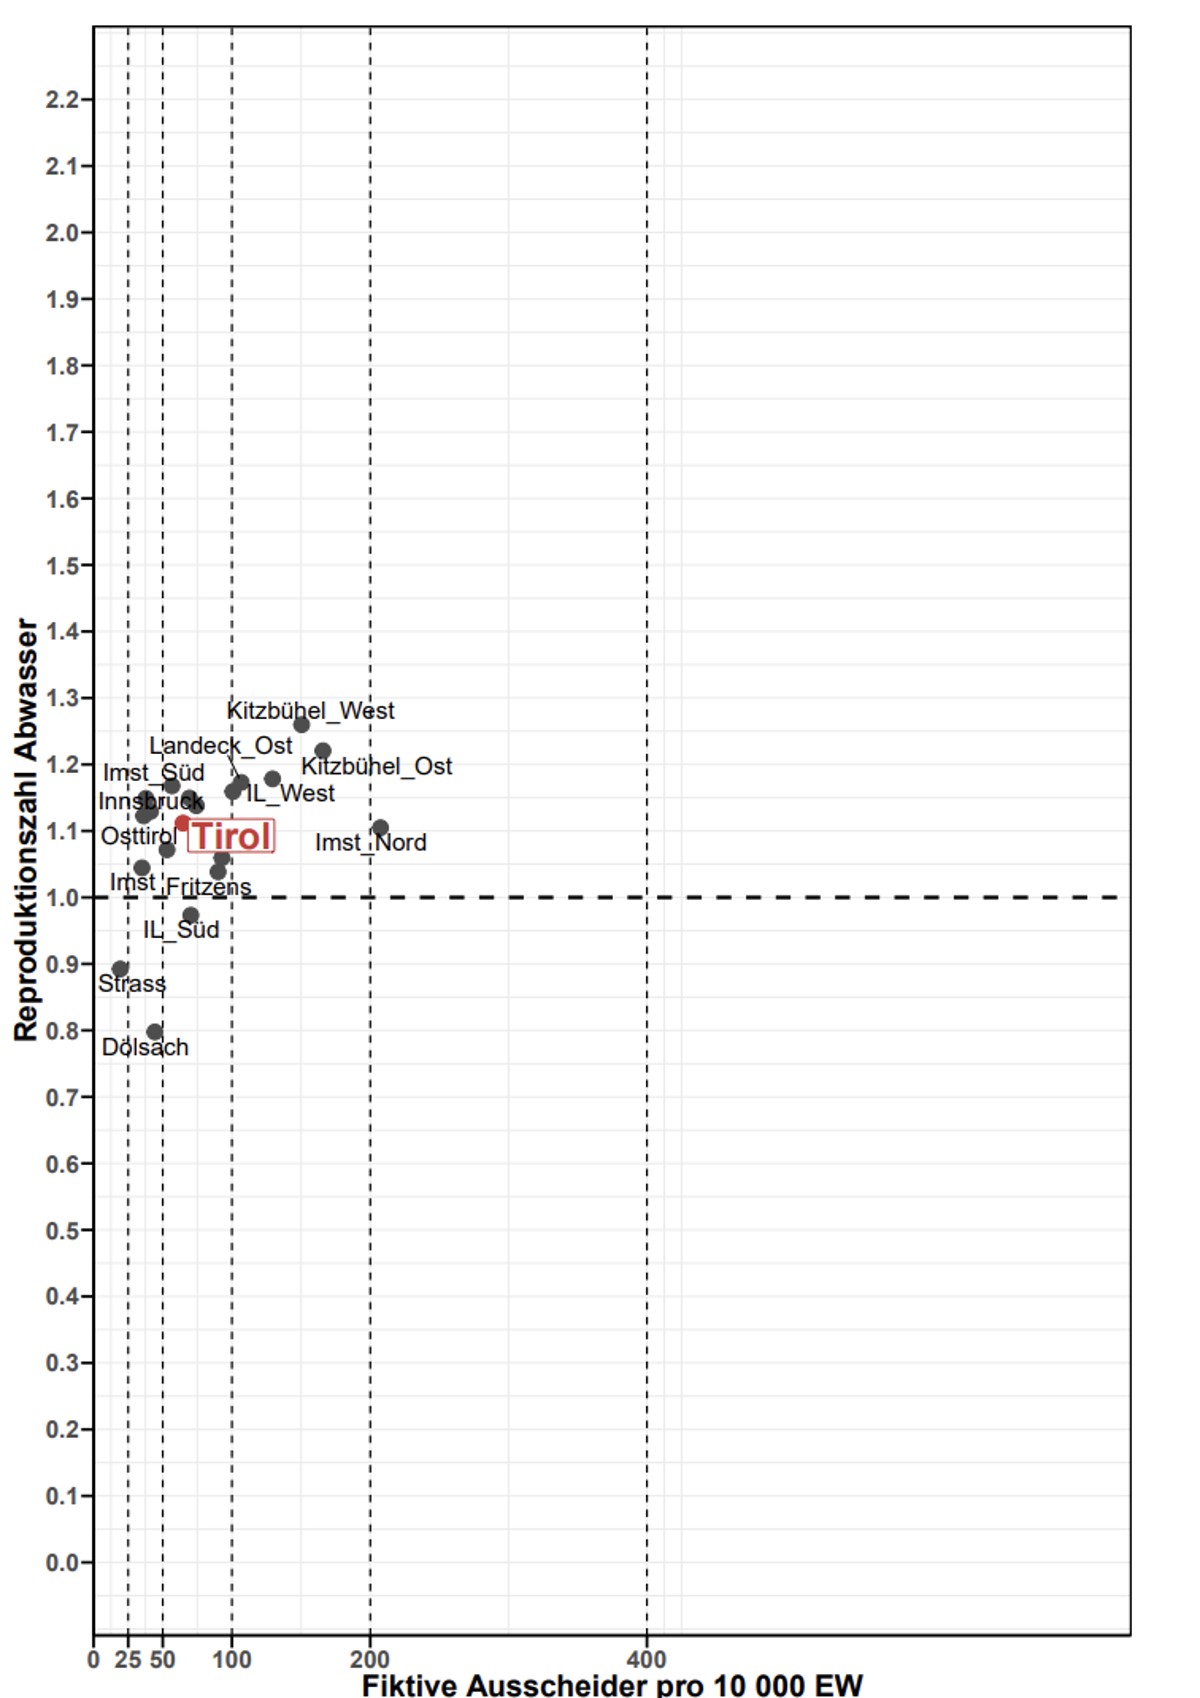 2.2
2.1
2.0
1.9
1.8
1.7
1.6
1.5
1.4
1.3
1.2
1.1
1.0
0.9
0.8
0.7
0.6
0.5
0.4
0.3
0.2
0.1
0.0
Reproduktionszahl Abwasser
Kitzbühel_West
Landeck_Ost
Kitzbühel_Ost
Imst_Süd
IL_West
Innsbruck
Osttirol
Tirol
Imst_Nord
Imst
Fritzens
IL_Süd
Strass
Dölsach
0 25 50 100 200 400
Fiktive Ausscheider pro 10 000 EW